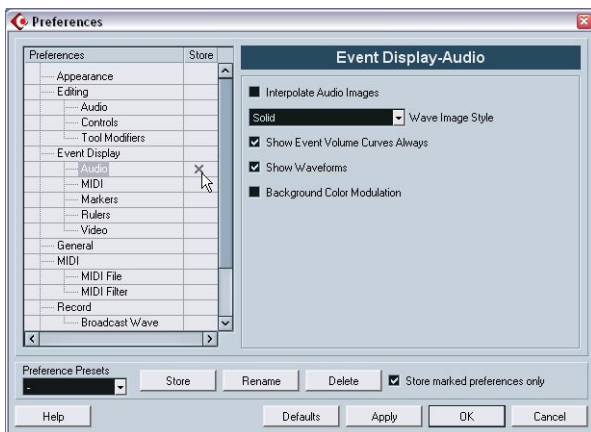 Preferences
Preferences Store
Appearance
Editing
Audio
Controls
Tool Modifiers
Event Display
Audio
MIDI
Markers
Rulers
Video
General
MIDI
MIDI File
MIDI Filter
Record
Broadcast Wave
Event Display-Audio
Interpolate Audio Images
Solid Wave Image Style
Show Event Volume Curves Always
Show Waveforms
Background Color Modulation
Preference Presets
-
Store Rename Delete Store marked preferences only
Help Defaults Apply OK Cancel